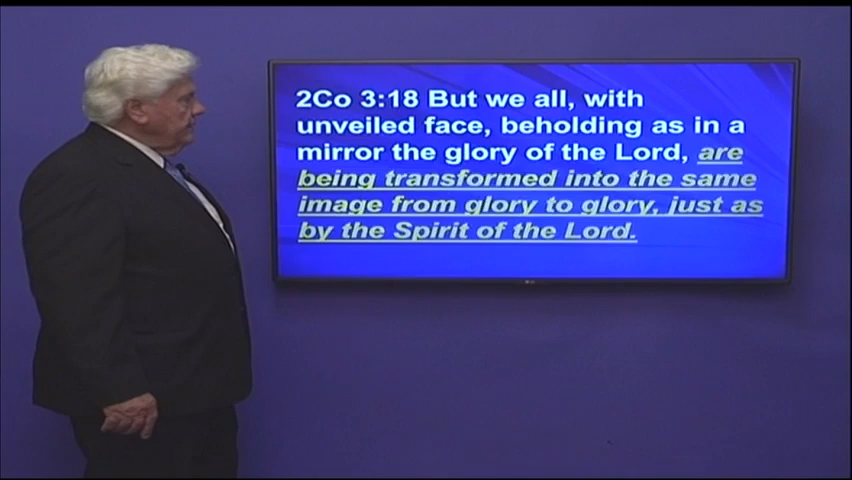 2Co 3:18 But we all, with
unveiled face, beholding as in a
mirror the glory of the Lord, are
being transformed into the same
image from glory to glory, just as
by the Spirit of the Lord.